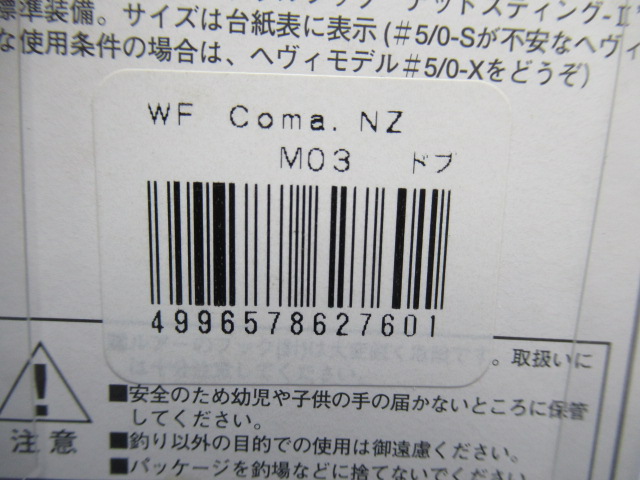 標準装備。サイズは台紙表に表示(#5/0-Sが不安なヘヴィ
な使用条件の場合は、ヘヴィモデル#5/0-Xをどうぞ)
WF Coma. NZ
M03 ドブ
4996578627601
。取扱いに
注意
■安全のため幼児や子供の手の届かないところに保管
してください。
■釣り以外の目的での使用は御遠慮ください。
■パッケージを釣場などに捨てないでください。